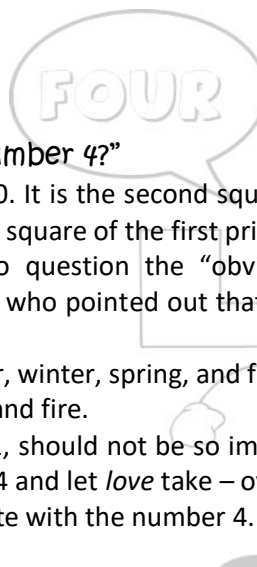 FOUR
mber 4?”
0. It is the second squ
square of the first pri
o question the “obv
who pointed out that
r, winter, spring, and f
and fire.
, should not be so im
4 and let love take – o
te with the number 4.